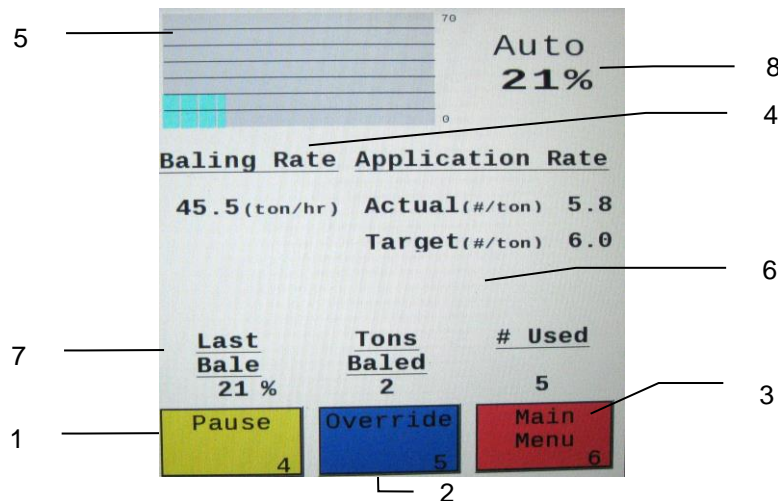 70
5
Auto
21%
8
4
0
Baling Rate Application Rate
45.5(ton/hr) Actual(#/ton) 5.8
Target(#/ton) 6.0
6
Last Bale
Tons Baled
# Used
7
21 %
2
5
3
Pause
4
Override
5
Main Menu
6
1
2